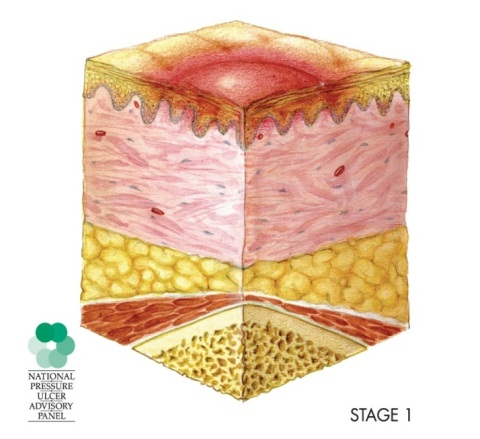 NATIONAL
PRESSURE
ULCER
ADVISORY
PANEL
STAGE 1